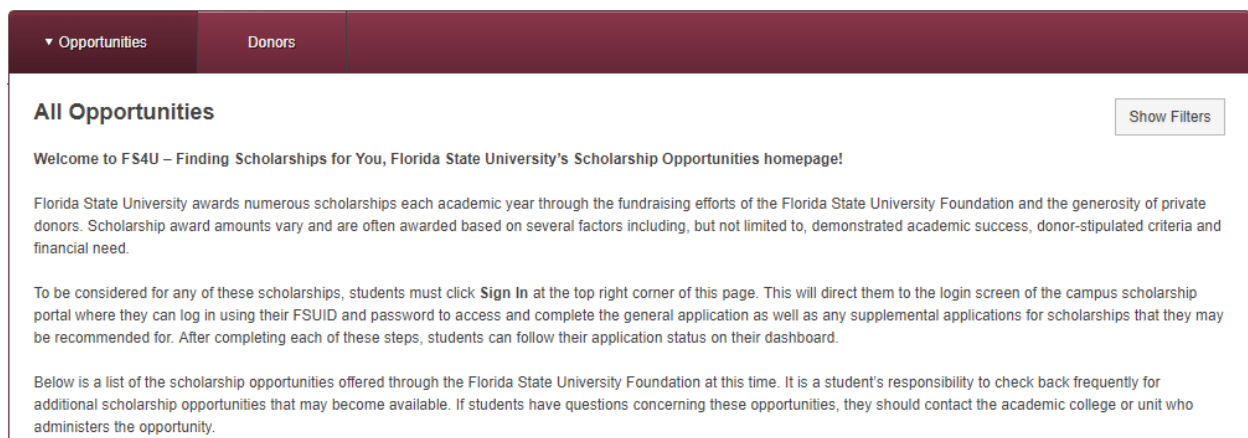 ▾ Opportunities Donors
All Opportunities
Show Filters
Welcome to FS4U – Finding Scholarships for You, Florida State University's Scholarship Opportunities homepage!
Florida State University awards numerous scholarships each academic year through the fundraising efforts of the Florida State University Foundation and the generosity of private
donors. Scholarship award amounts vary and are often awarded based on several factors including, but not limited to, demonstrated academic success, donor-stipulated criteria and
financial need.
To be considered for any of these scholarships, students must click Sign In at the top right corner of this page. This will direct them to the login screen of the campus scholarship
portal where they can log in using their FSUID and password to access and complete the general application as well as any supplemental applications for scholarships that they may
be recommended for. After completing each of these steps, students can follow their application status on their dashboard.
Below is a list of the scholarship opportunities offered through the Florida State University Foundation at this time. It is a student's responsibility to check back frequently for
additional scholarship opportunities that may become available. If students have questions concerning these opportunities, they should contact the academic college or unit who
administers the opportunity.